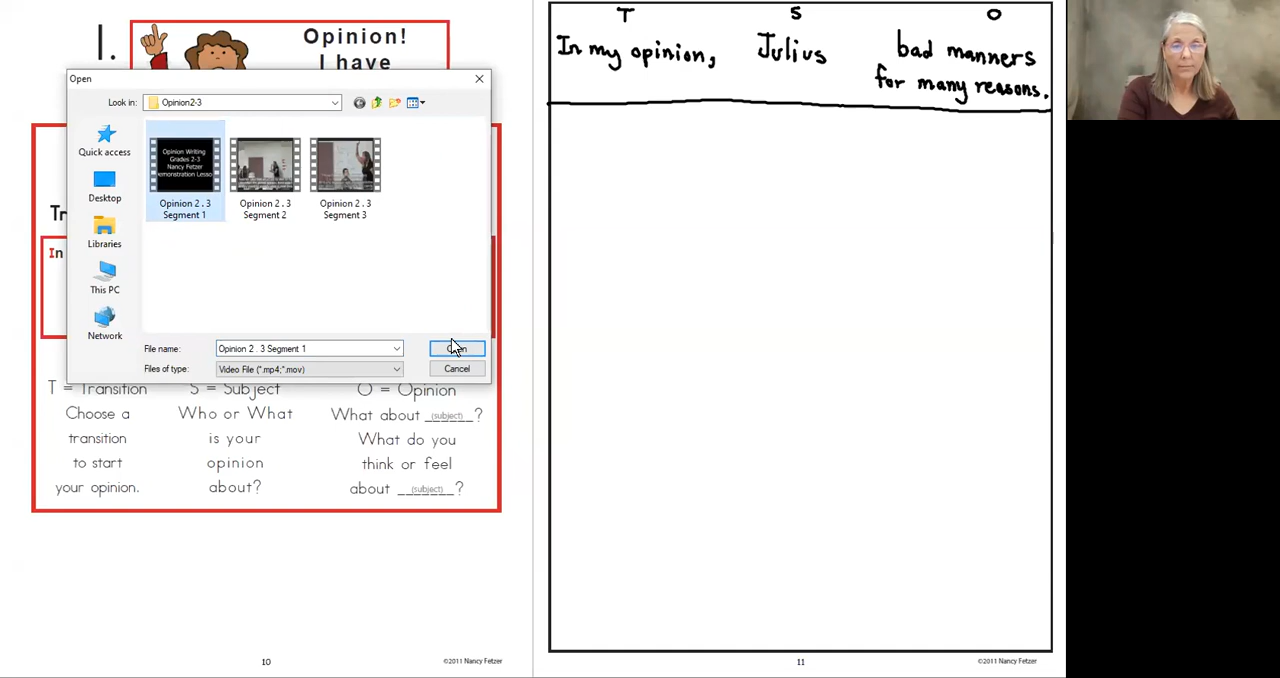 1.
Opinion!
I have
Open
Look in:
Opinion2-3
Quick access
Desktop
Libraries
This PC
Network
Opinion Writing
Grades 2-3
Nancy Fetzer
Demonstration Lesson
Opinion 2 . 3
Segment 1
Opinion 2 . 3
Segment 2
Opinion 2 . 3
Segment 3
File name:
Opinion 2 . 3 Segment 1
Open
Files of type:
Video File (*.mp4;*.mov)
Cancel
Tr
In
T = Transition
Choose a
transition
to start
your opinion.
S = Subject
Who or What
is your
opinion
about?
O = Opinion
What about (subject)?
What do you
think or feel
about (subject)?
10
©2011 Nancy Fetzer
T S O
In my opinion, Julius bad manners
for many reasons.
11
©2011 Nancy Fetzer